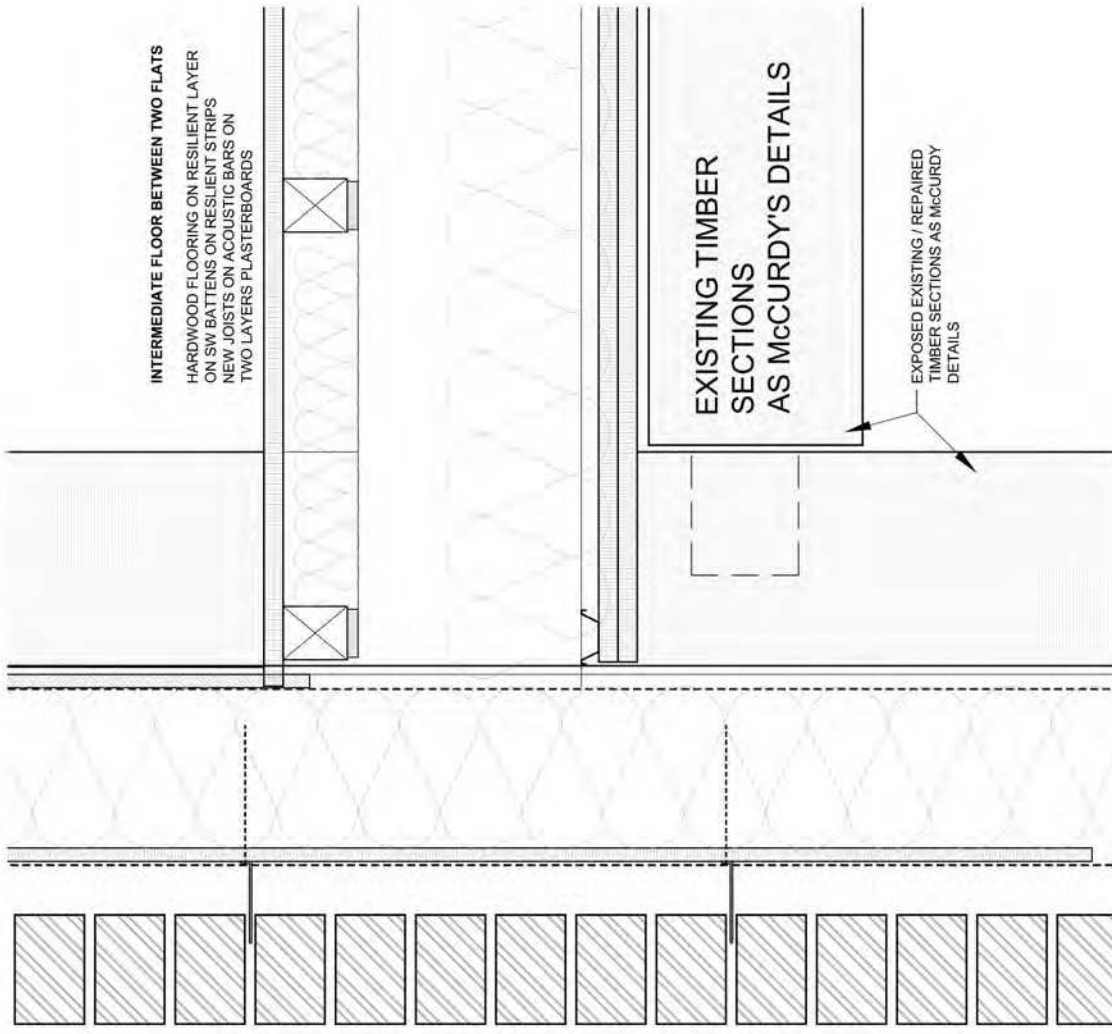 INTERMEDIATE FLOOR BETWEEN TWO FLATS
HARDWOOD FLOORING ON RESILIENT LAYER
ON SW BATTENS ON RESLIENT STRIPS
NEW JOISTS ON ACOUSTIC BARS ON
TWO LAYERS PLASTERBOARDS
EXISTING TIMBER
SECTIONS
AS McCURDY'S DETAILS
EXPOSED EXISTING / REPAIRED
TIMBER SECTIONS AS McCURDY
DETAILS